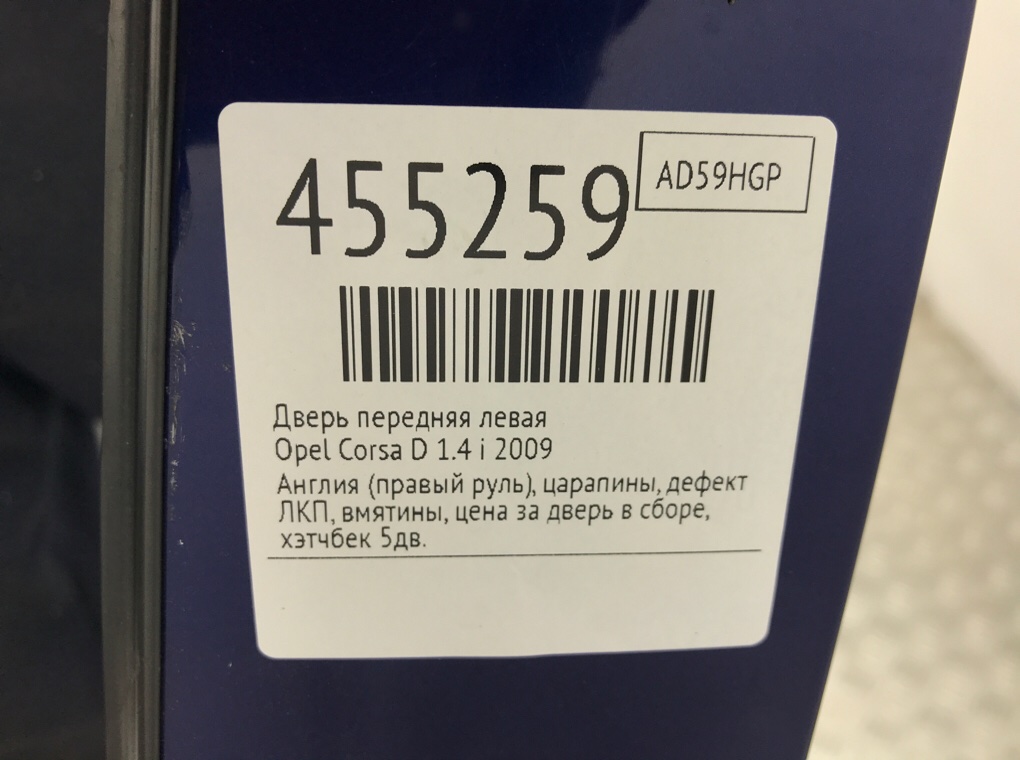 455259
AD59HGP
Дверь передняя левая
Opel Corsa D 1.4 i 2009
Англия (правый руль), царапины, дефект
ЛКП, вмятины, цена за дверь в сборе,
хэтчбек 5дв.